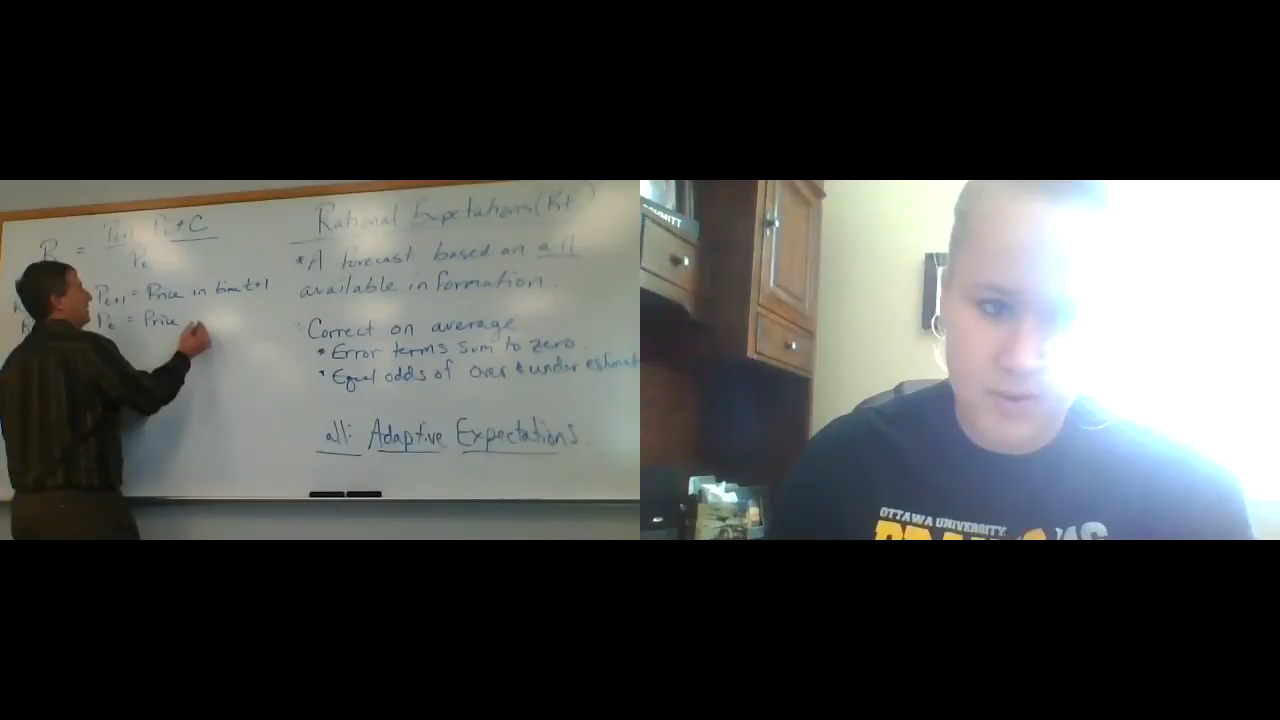 R = Pt+1 - Pt + C
Pt
Pt+1 = Price in time t+1
Pt = Price
Rational Expectations (RE)
*A forecast based on all
available information.
Correct on average
* Error terms sum to zero.
* Equal odds of over & under estimat
alt: Adaptive Expectations.
CHMITT
OTTAWA UNIVERSITY